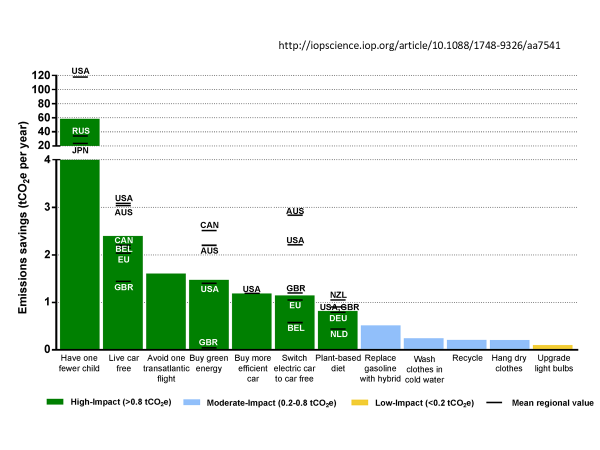 http://iopscience.iop.org/article/10.1088/1748-9326/aa7541
Emissions savings (tCO₂e per year)
120
100
80
60
40
20
4
3
2
1
0
USA
RUS
JPN
USA
AUS
CAN
BEL
EU
GBR
CAN
AUS
USA
GBR
USA
AUS
USA
GBR
EU
BEL
NZL
USA GBR
DEU
NLD
Have one
fewer child
Live car
free
Avoid one
transatlantic
flight
Buy green
energy
Buy more
efficient
car
Switch
electric car
to car free
Plant-based
diet
Replace
gasoline
with hybrid
Wash
clothes in
cold water
Recycle
Hang dry
clothes
Upgrade
light bulbs
High-Impact (>0.8 tCO₂e)
Moderate-Impact (0.2-0.8 tCO₂e)
Low-Impact (<0.2 tCO₂e)
Mean regional value